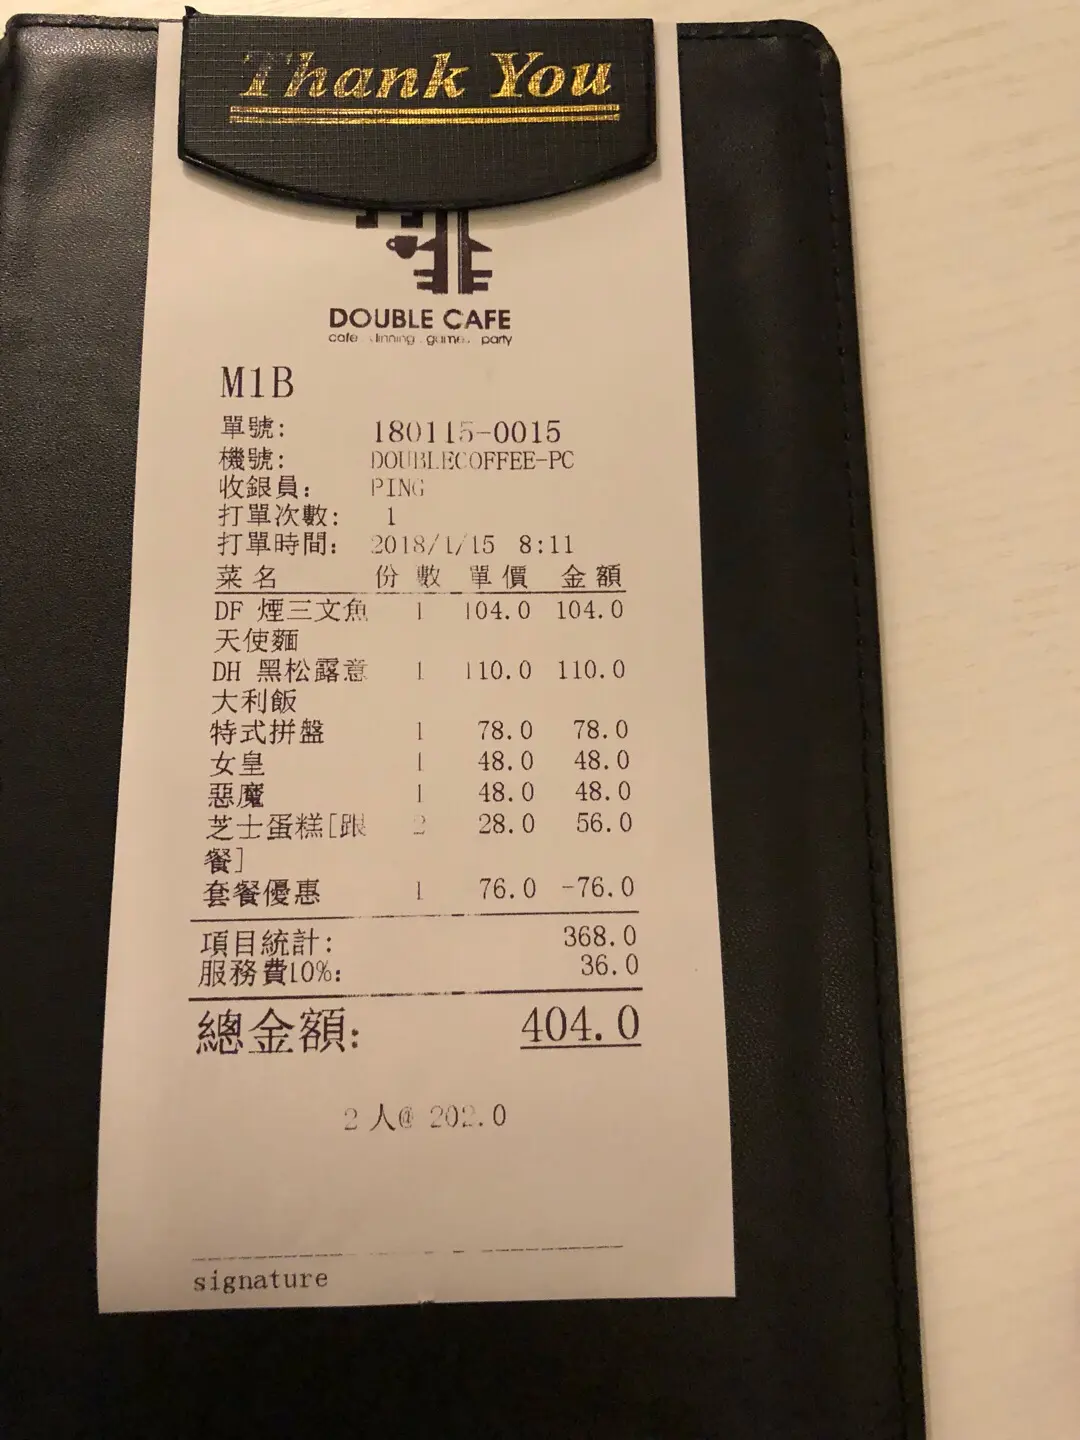 Thank You
DOUBLE CAFE
cafe . dinning . game . party
M1B
單號: 180115-0015
機號: DOUBLECOFFEE-PC
收銀員: PING
打單次數: 1
打單時間: 2018/1/15 8:11
菜名 份數 單價 金額
DF 煙三文魚 1 104.0 104.0
天使麵
DH 黑松露意 1 110.0 110.0
大利飯
特式拼盤 1 78.0 78.0
女皇 1 48.0 48.0
惡魔 1 48.0 48.0
芝士蛋糕[跟 2 28.0 56.0
餐]
套餐優惠 1 76.0 -76.0
項目統計: 368.0
服務費10%: 36.0
總金額: 404.0
2 人@ 202.0
signature